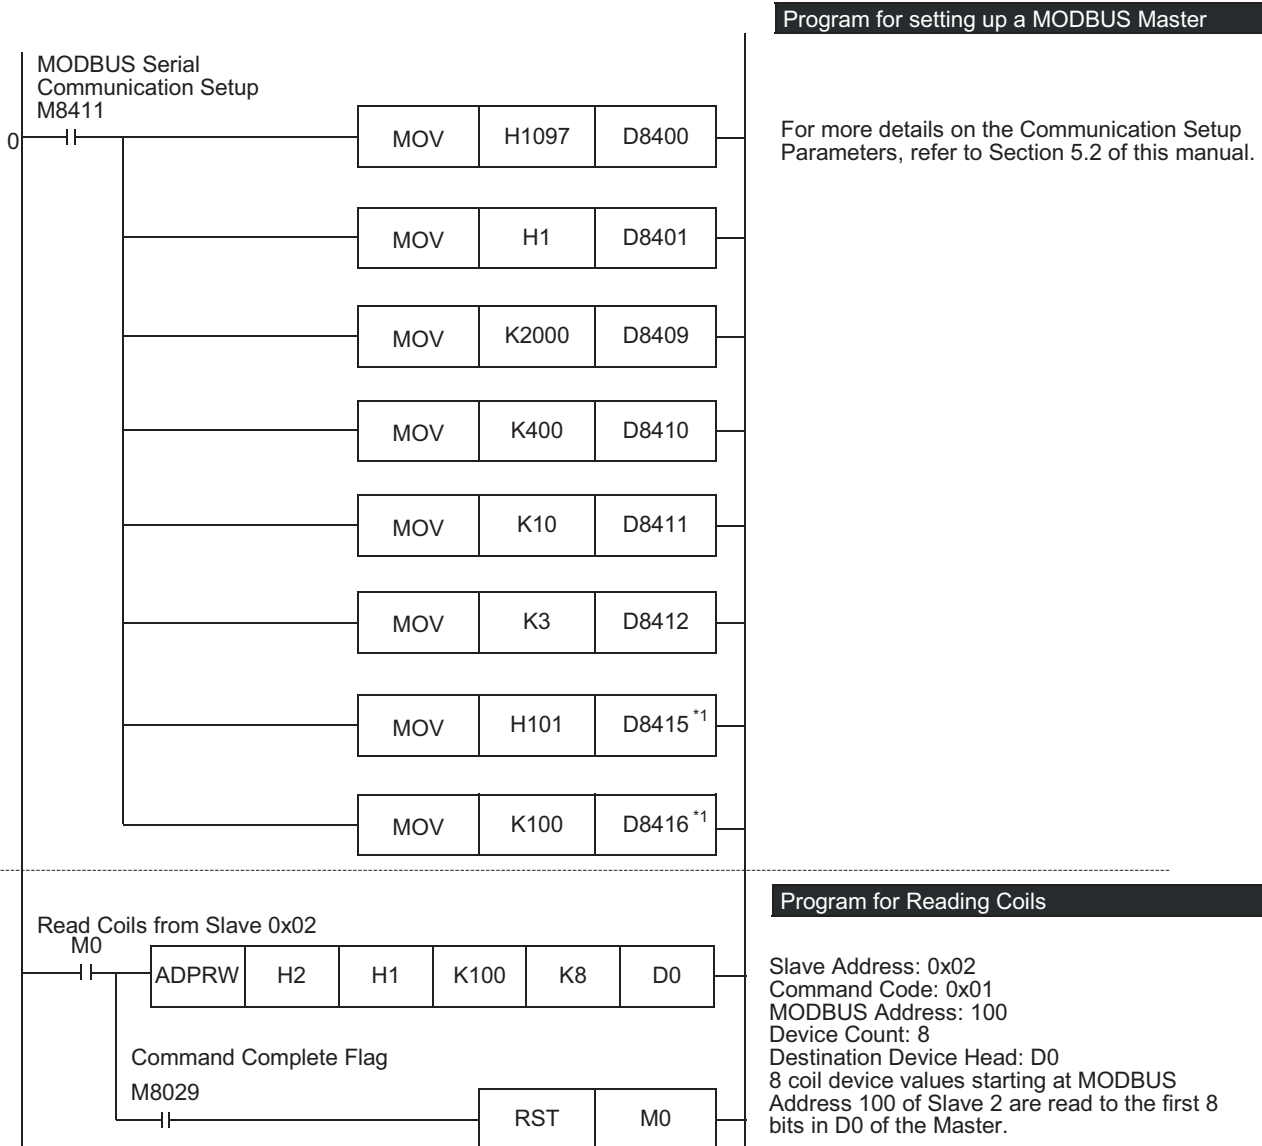 Program for setting up a MODBUS Master
MODBUS Serial
Communication Setup
M8411
0
MOV H1097 D8400
For more details on the Communication Setup
Parameters, refer to Section 5.2 of this manual.
MOV H1 D8401
MOV K2000 D8409
MOV K400 D8410
MOV K10 D8411
MOV K3 D8412
MOV H101 D8415 *1
MOV K100 D8416 *1
Program for Reading Coils
Read Coils from Slave 0x02
M0
ADPRW H2 H1 K100 K8 D0
Slave Address: 0x02
Command Code: 0x01
MODBUS Address: 100
Device Count: 8
Destination Device Head: D0
8 coil device values starting at MODBUS
Address 100 of Slave 2 are read to the first 8
bits in D0 of the Master.
Command Complete Flag
M8029
RST M0